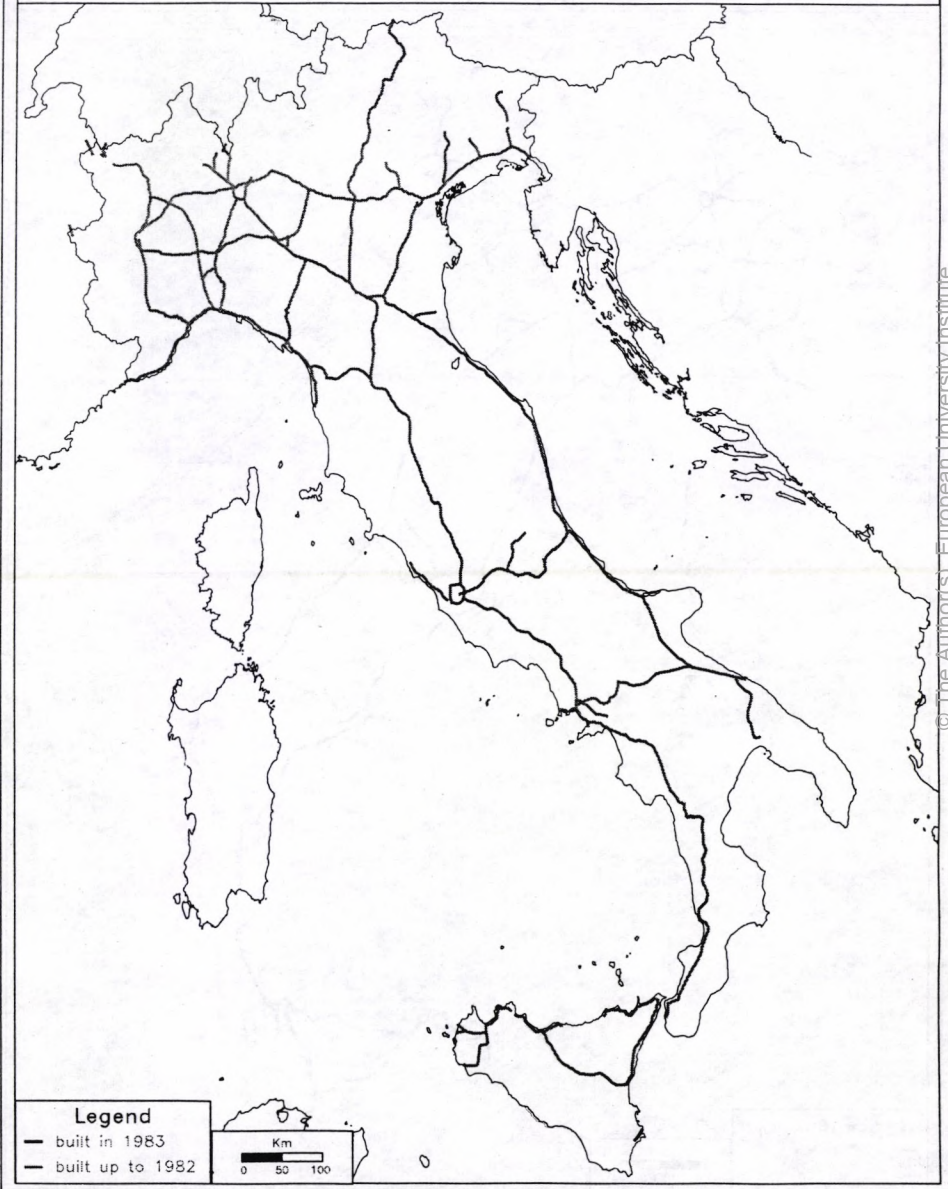 Legend
built in 1983
built up to 1982
Km
0 50 100
(c) The Author(s). European University Institute.